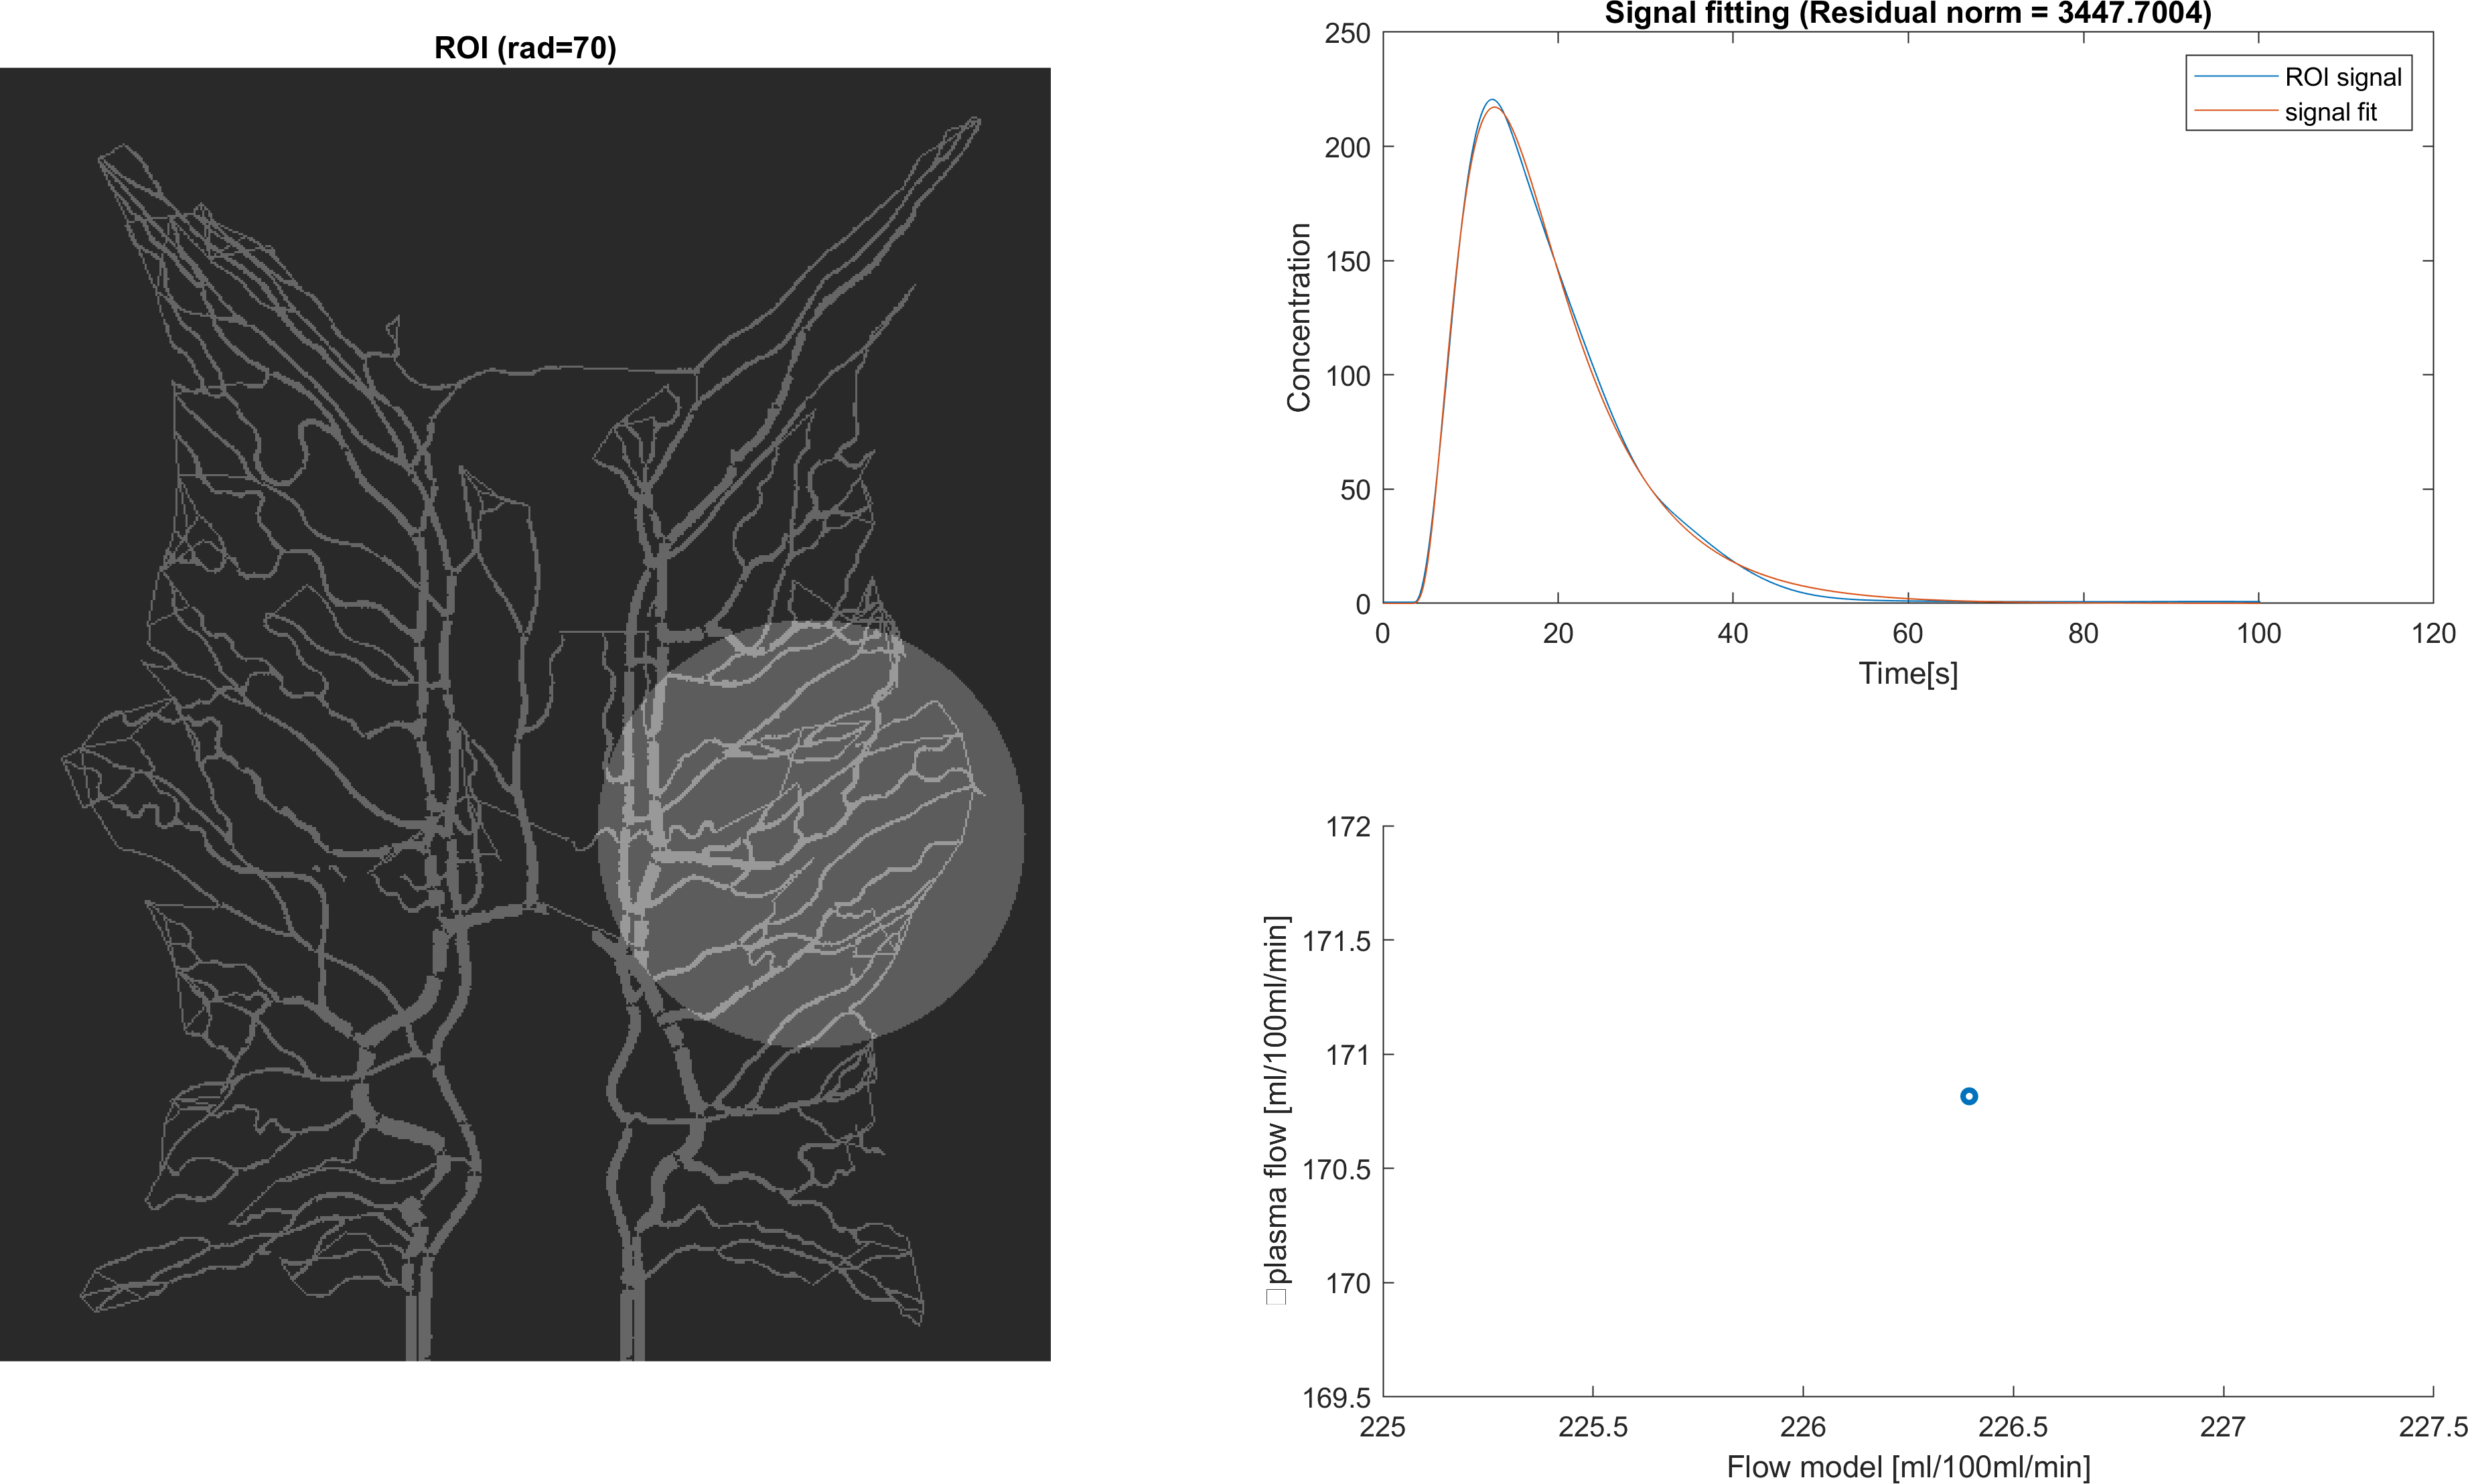 ROI (rad=70)
Signal fitting (Residual norm = 3447.7004)
250
200
150
100
50
0
Concentration
ROI signal
signal fit
0 20 40 60 80 100 120
Time[s]
172
171.5
171
170.5
170
169.5
□plasma flow [ml/100ml/min]
225 225.5 226 226.5 227 227.5
Flow model [ml/100ml/min]